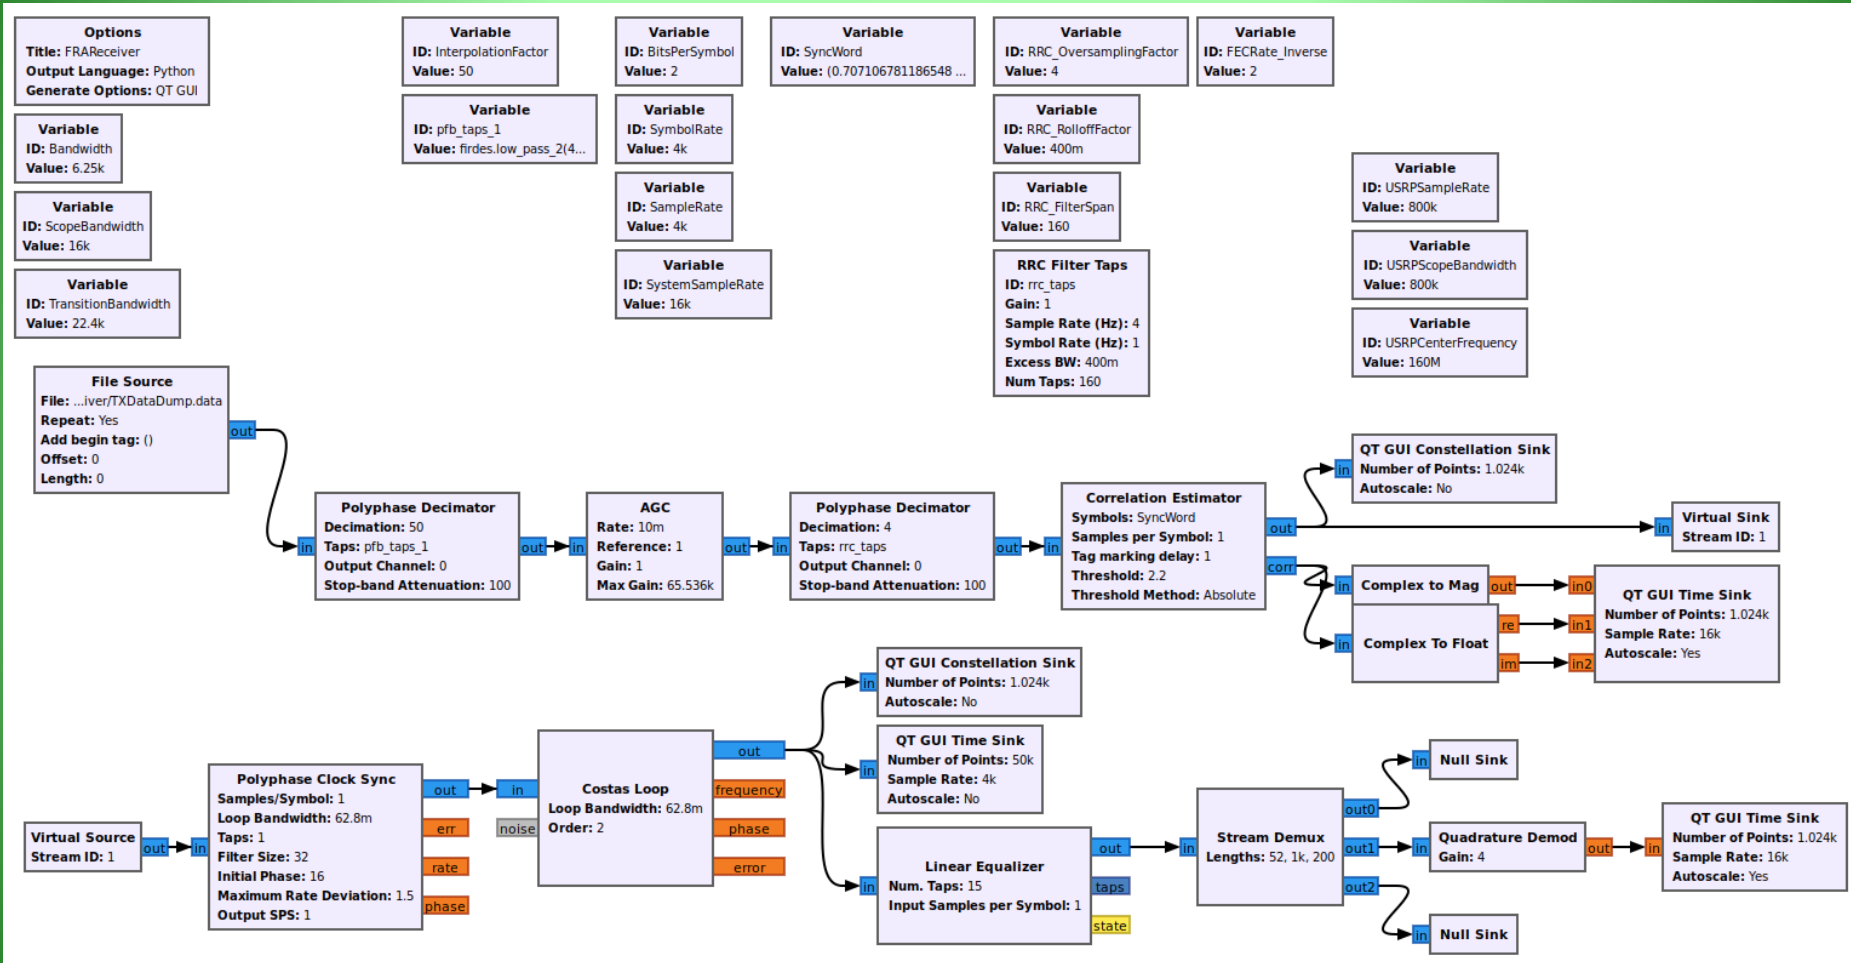 Options
Title: FRAReceiver
Output Language: Python
Generate Options: QT GUI
Variable
ID: Bandwidth
Value: 6.25k
Variable
ID: ScopeBandwidth
Value: 16k
Variable
ID: TransitionBandwidth
Value: 22.4k
Variable
ID: InterpolationFactor
Value: 50
Variable
ID: pfb_taps_1
Value: firdes.low_pass_2(4...
Variable
ID: BitsPerSymbol
Value: 2
Variable
ID: SymbolRate
Value: 4k
Variable
ID: SampleRate
Value: 4k
Variable
ID: SystemSampleRate
Value: 16k
Variable
ID: SyncWord
Value: (0.707106781186548 ...
Variable
ID: RRC_OversamplingFactor
Value: 4
Variable
ID: RRC_RolloffFactor
Value: 400m
Variable
ID: RRC_FilterSpan
Value: 160
RRC Filter Taps
ID: rrc_taps
Gain: 1
Sample Rate (Hz): 4
Symbol Rate (Hz): 1
Excess BW: 400m
Num Taps: 160
Variable
ID: FECRate_Inverse
Value: 2
Variable
ID: USRPSampleRate
Value: 800k
Variable
ID: USRPScopeBandwidth
Value: 800k
Variable
ID: USRPCenterFrequency
Value: 160M
File Source
File: ...iver/TXDataDump.data
Repeat: Yes
Add begin tag: ()
Offset: 0
Length: 0
out
in
Polyphase Decimator
Decimation: 50
Taps: pfb_taps_1
Output Channel: 0
Stop-band Attenuation: 100
out
in
AGC
Rate: 10m
Reference: 1
Gain: 1
Max Gain: 65.536k
out
in
Polyphase Decimator
Decimation: 4
Taps: rrc_taps
Output Channel: 0
Stop-band Attenuation: 100
out
in
Correlation Estimator
Symbols: SyncWord
Samples per Symbol: 1
Tag marking delay: 1
Threshold: 2.2
Threshold Method: Absolute
out
corr
in
QT GUI Constellation Sink
Number of Points: 1.024k
Autoscale: No
in
Virtual Sink
Stream ID: 1
in
Complex to Mag
out
in
Complex To Float
re
im
in0
in1
in2
QT GUI Time Sink
Number of Points: 1.024k
Sample Rate: 16k
Autoscale: Yes
Virtual Source
Stream ID: 1
out
in
Polyphase Clock Sync
Samples/Symbol: 1
Loop Bandwidth: 62.8m
Taps: 1
Filter Size: 32
Initial Phase: 16
Maximum Rate Deviation: 1.5
Output SPS: 1
out
err
rate
phase
in
noise
Costas Loop
Loop Bandwidth: 62.8m
Order: 2
out
frequency
phase
error
in
QT GUI Constellation Sink
Number of Points: 1.024k
Autoscale: No
in
QT GUI Time Sink
Number of Points: 50k
Sample Rate: 4k
Autoscale: No
in
Linear Equalizer
Num. Taps: 15
Input Samples per Symbol: 1
out
taps
state
in
Stream Demux
Lengths: 52, 1k, 200
out0
out1
out2
in
Null Sink
in
Quadrature Demod
Gain: 4
out
in
QT GUI Time Sink
Number of Points: 1.024k
Sample Rate: 16k
Autoscale: Yes
in
Null Sink